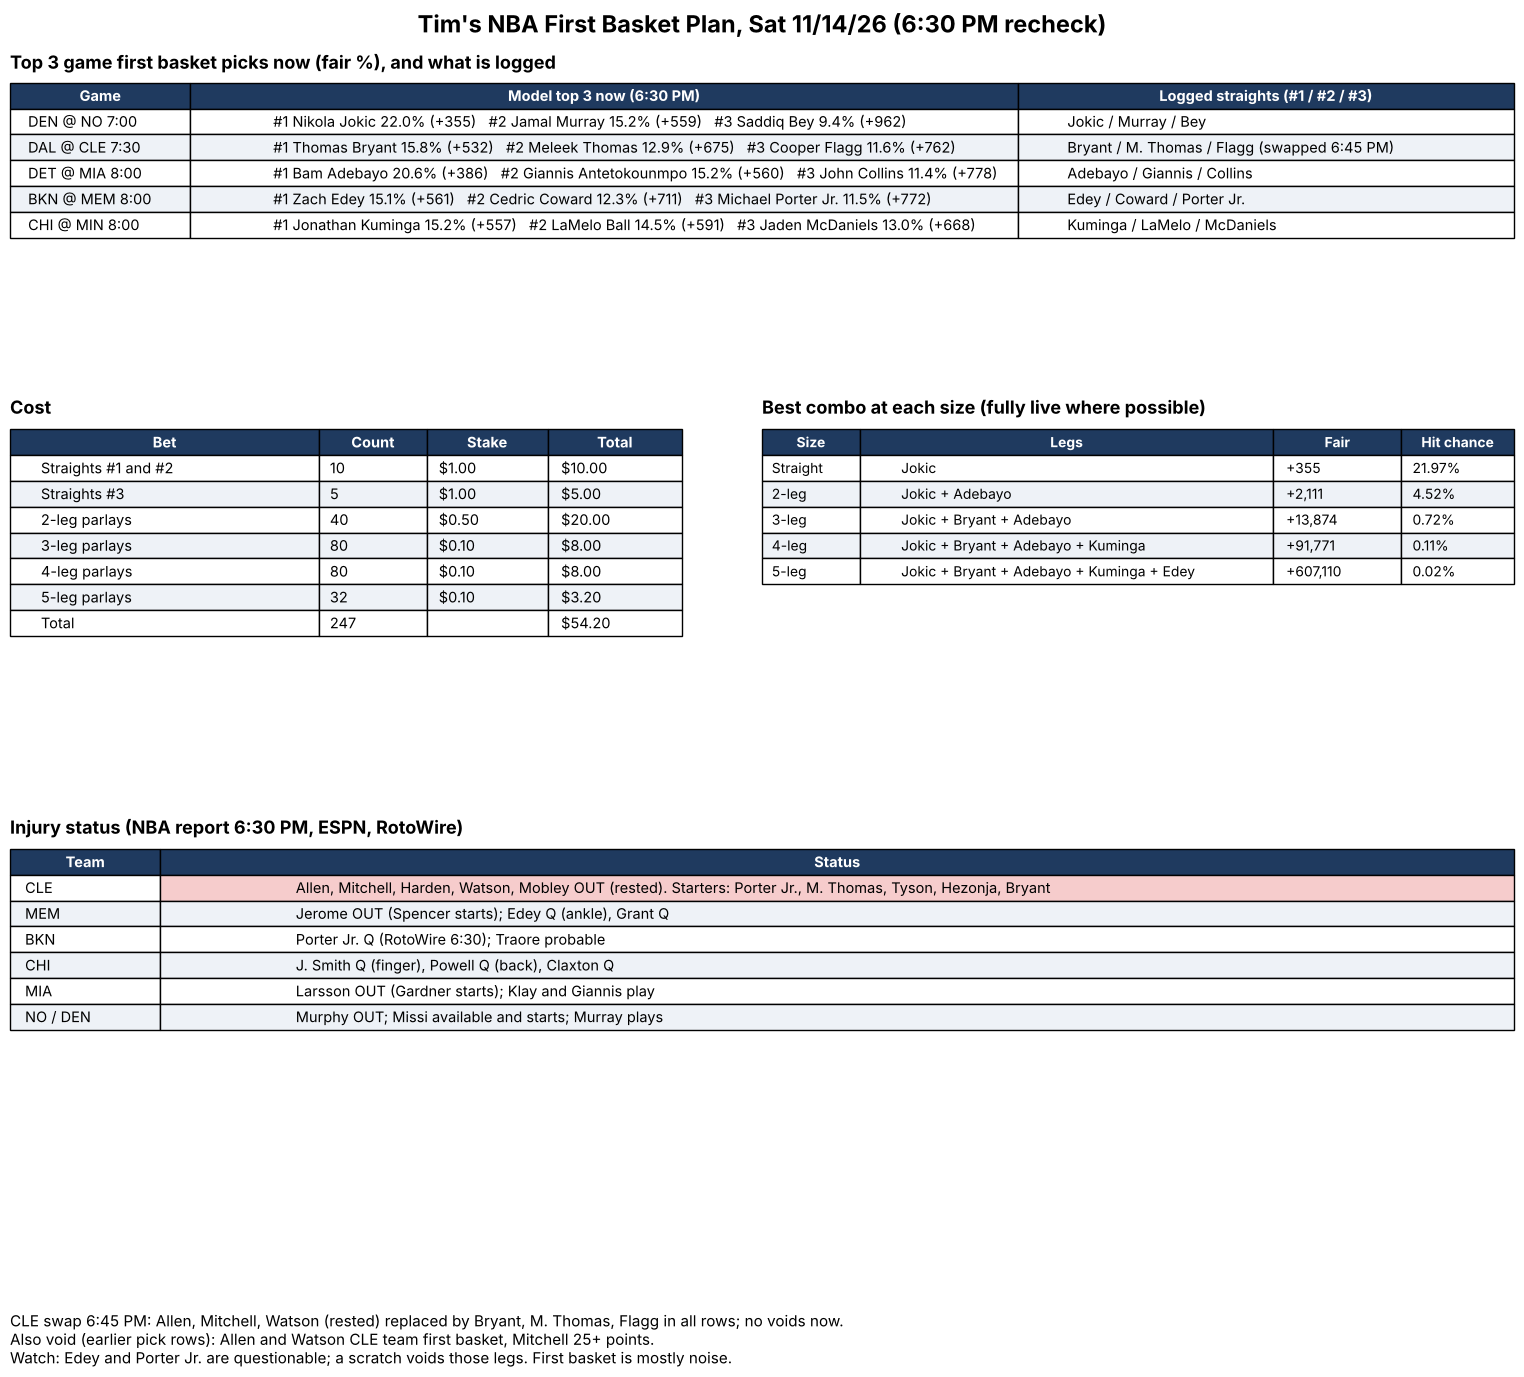 Tim's NBA First Basket Plan, Sat 11/14/26 (6:30 PM recheck)
Top 3 game first basket picks now (fair %), and what is logged
Game Model top 3 now (6:30 PM) Logged straights (#1 / #2 / #3)
DEN @ NO 7:00 #1 Nikola Jokic 22.0% (+355) #2 Jamal Murray 15.2% (+559) #3 Saddiq Bey 9.4% (+962) Jokic / Murray / Bey
DAL @ CLE 7:30 #1 Thomas Bryant 15.8% (+532) #2 Meleek Thomas 12.9% (+675) #3 Cooper Flagg 11.6% (+762) Bryant / M. Thomas / Flagg (swapped 6:45 PM)
DET @ MIA 8:00 #1 Bam Adebayo 20.6% (+386) #2 Giannis Antetokounmpo 15.2% (+560) #3 John Collins 11.4% (+778) Adebayo / Giannis / Collins
BKN @ MEM 8:00 #1 Zach Edey 15.1% (+561) #2 Cedric Coward 12.3% (+711) #3 Michael Porter Jr. 11.5% (+772) Edey / Coward / Porter Jr.
CHI @ MIN 8:00 #1 Jonathan Kuminga 15.2% (+557) #2 LaMelo Ball 14.5% (+591) #3 Jaden McDaniels 13.0% (+668) Kuminga / LaMelo / McDaniels
Cost
Bet Count Stake Total
Straights #1 and #2 10 $1.00 $10.00
Straights #3 5 $1.00 $5.00
2-leg parlays 40 $0.50 $20.00
3-leg parlays 80 $0.10 $8.00
4-leg parlays 80 $0.10 $8.00
5-leg parlays 32 $0.10 $3.20
Total 247 $54.20
Best combo at each size (fully live where possible)
Size Legs Fair Hit chance
Straight Jokic +355 21.97%
2-leg Jokic + Adebayo +2,111 4.52%
3-leg Jokic + Bryant + Adebayo +13,874 0.72%
4-leg Jokic + Bryant + Adebayo + Kuminga +91,771 0.11%
5-leg Jokic + Bryant + Adebayo + Kuminga + Edey +607,110 0.02%
Injury status (NBA report 6:30 PM, ESPN, RotoWire)
Team Status
CLE Allen, Mitchell, Harden, Watson, Mobley OUT (rested). Starters: Porter Jr., M. Thomas, Tyson, Hezonja, Bryant
MEM Jerome OUT (Spencer starts); Edey Q (ankle), Grant Q
BKN Porter Jr. Q (RotoWire 6:30); Traore probable
CHI J. Smith Q (finger), Powell Q (back), Claxton Q
MIA Larsson OUT (Gardner starts); Klay and Giannis play
NO / DEN Murphy OUT; Missi available and starts; Murray plays
CLE swap 6:45 PM: Allen, Mitchell, Watson (rested) replaced by Bryant, M. Thomas, Flagg in all rows; no voids now.
Also void (earlier pick rows): Allen and Watson CLE team first basket, Mitchell 25+ points.
Watch: Edey and Porter Jr. are questionable; a scratch voids those legs. First basket is mostly noise.